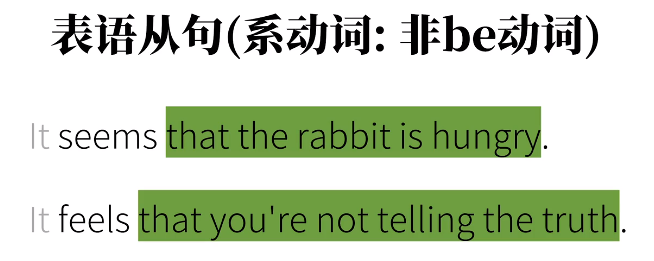 表语从句(系动词: 非be动词)
It seems that the rabbit is hungry.
It feels that you're not telling the truth.